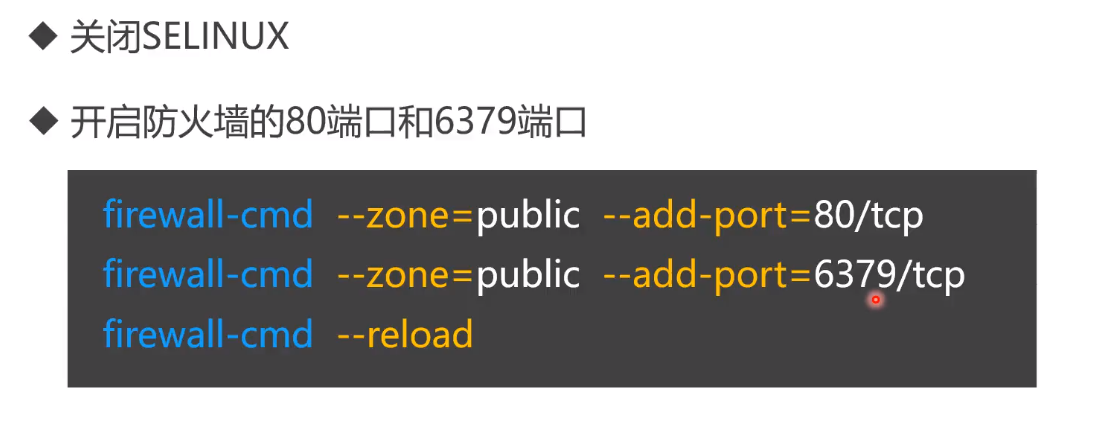 关闭SELINUX
开启防火墙的80端口和6379端口
firewall-cmd --zone=public --add-port=80/tcp
firewall-cmd --zone=public --add-port=6379/tcp
firewall-cmd --reload